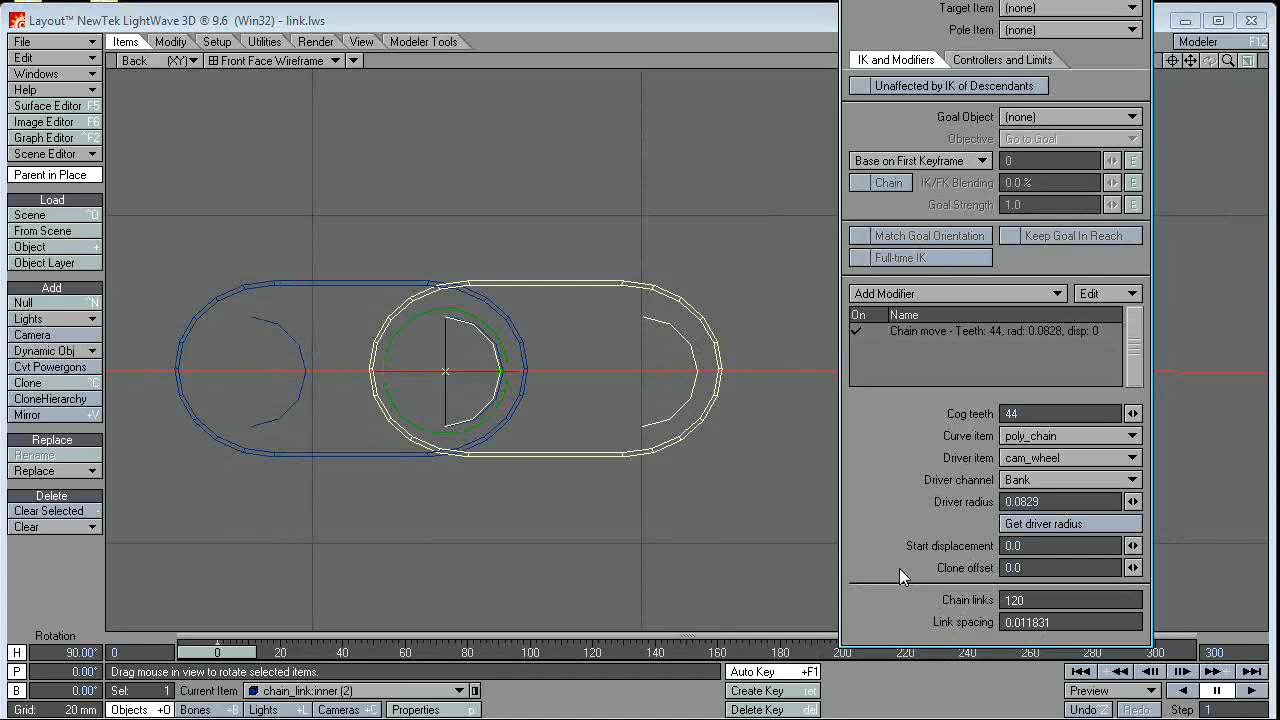 Layout™ NewTek LightWave 3D ® 9.6 (Win32) - link.lws
File
Edit
Windows
Help
Surface Editor F5
Image Editor F6
Graph Editor ^F2
Scene Editor
Parent in Place
Load
Scene ^O
From Scene
Object +
Object Layer
Add
Null ^N
Lights
Camera
Dynamic Obj
Cvt Powergons
Clone ^C
CloneHierarchy
Mirror +V
Replace
Rename
Replace
Delete
Clear Selected -
Clear
Items Modify Setup Utilities Render View Modeler Tools
Back (XY) Front Face Wireframe
Modeler F12
Target Item (none)
Pole Item (none)
IK and Modifiers Controllers and Limits
Unaffected by IK of Descendants
Goal Object (none)
Objective Go to Goal
Base on First Keyframe 0 E
Chain IK/FK Blending 0.0 % E
Goal Strength 1.0 E
Match Goal Orientation Keep Goal In Reach
Full-time IK
Add Modifier Edit
On Name
Chain move - Teeth: 44, rad: 0.0828, disp: 0
Cog teeth 44
Curve item poly_chain
Driver item cam_wheel
Driver channel Bank
Driver radius 0.0829
Get driver radius
Start displacement 0.0
Clone offset 0.0
Chain links 120
Link spacing 0.011831
Rotation
H 90.00° 0 0 20 40 60 80 100 120 140 160 180 200 220 240 260 280 300 300
P 0.00° Drag mouse in view to rotate selected items. Auto Key +F1
B 0.00° Sel: 1 Current Item chain_link:inner (2) Create Key ret Preview
Grid: 20 mm Objects +O Bones +B Lights +L Cameras +C Properties p Delete Key del Undo ^Z Redo Step 1